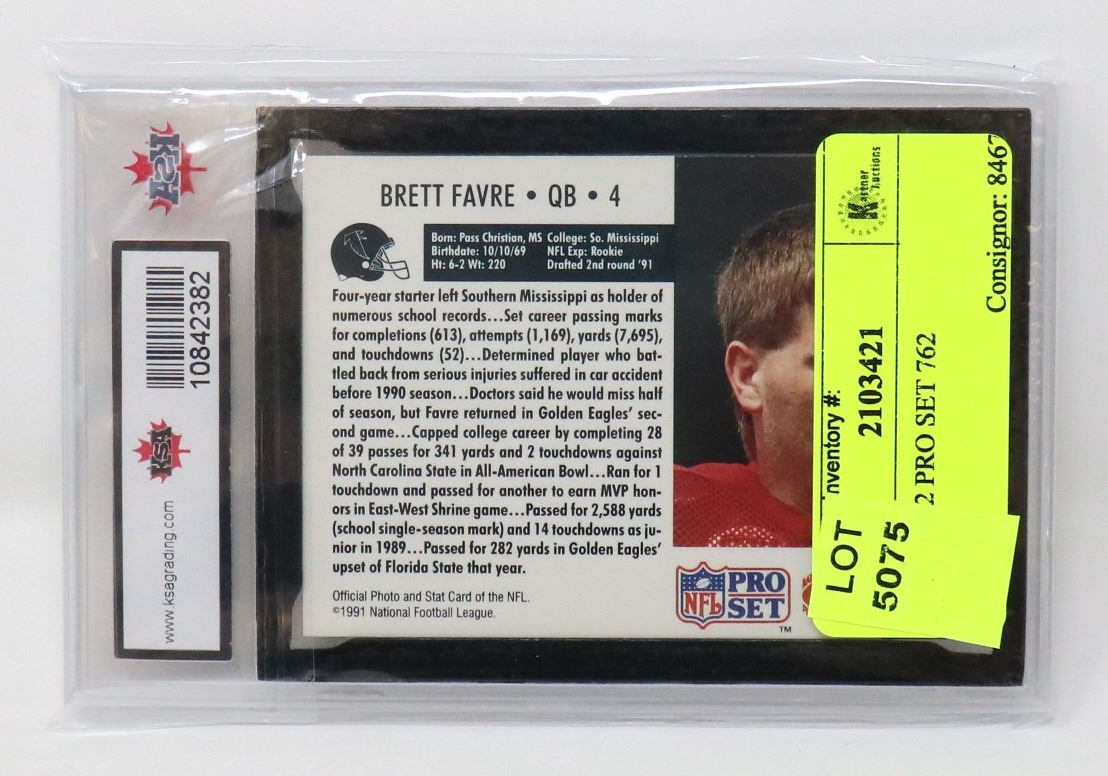 BRETT FAVRE • QB • 4
Born: Pass Christian, MS College: So. Mississippi
Birthdate: 10/10/69 NFL Exp: Rookie
Ht: 6-2 Wt: 220 Drafted 2nd round '91
Four-year starter left Southern Mississippi as holder of
numerous school records...Set career passing marks
for completions (613), attempts (1,169), yards (7,695),
and touchdowns (52)...Determined player who bat-
tled back from serious injuries suffered in car accident
before 1990 season...Doctors said he would miss half
of season, but Favre returned in Golden Eagles' sec-
ond game...Capped college career by completing 28
of 39 passes for 341 yards and 2 touchdowns against
North Carolina State in All-American Bowl...Ran for 1
touchdown and passed for another to earn MVP hon-
ors in East-West Shrine game...Passed for 2,588 yards
(school single-season mark) and 14 touchdowns as ju-
nior in 1989...Passed for 282 yards in Golden Eagles'
upset of Florida State that year.
Official Photo and Stat Card of the NFL.
©1991 National Football League.
NFL PRO SET ™
KSA
10842382
KSA
www.ksagrading.com
Kastner Auctions
Consignor: 8467
nventory #:
2103421
2 PRO SET 762
LOT
5075